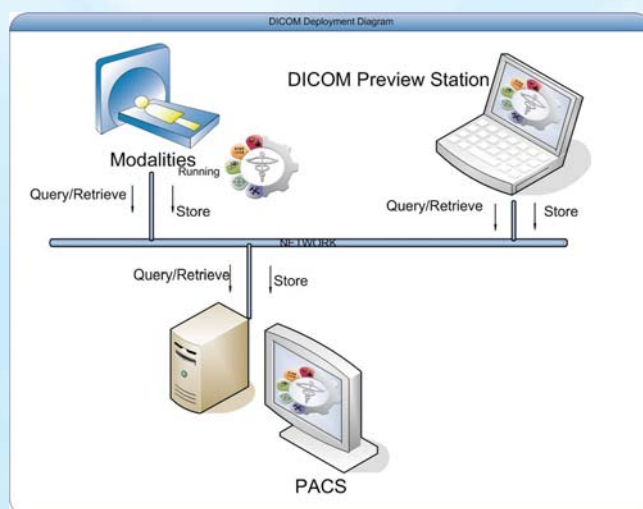 DICOM Deployment Diagram
DICOM Preview Station
Modalities
Running
Query/Retrieve
Store
Query/Retrieve
Store
NETWORK
Query/Retrieve
Store
PACS